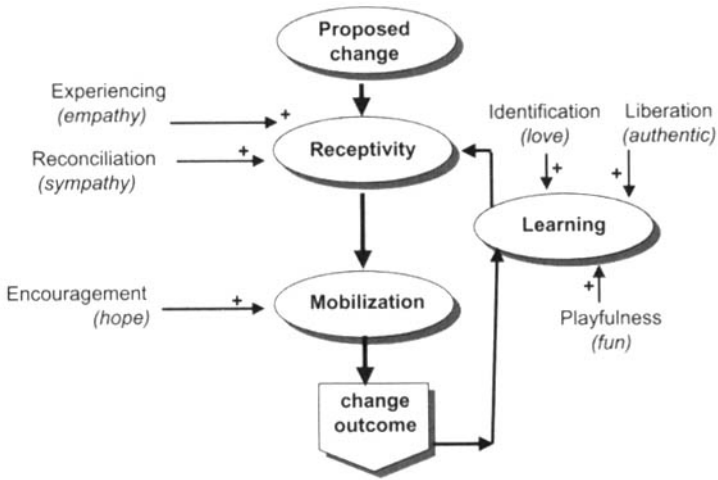 Proposed
change
Experiencing
(empathy)
+
Reconciliation
(sympathy)
+
Receptivity
Identification
(love)
+
Liberation
(authentic)
+
Learning
+
Playfulness
(fun)
Encouragement
(hope)
+
Mobilization
change
outcome